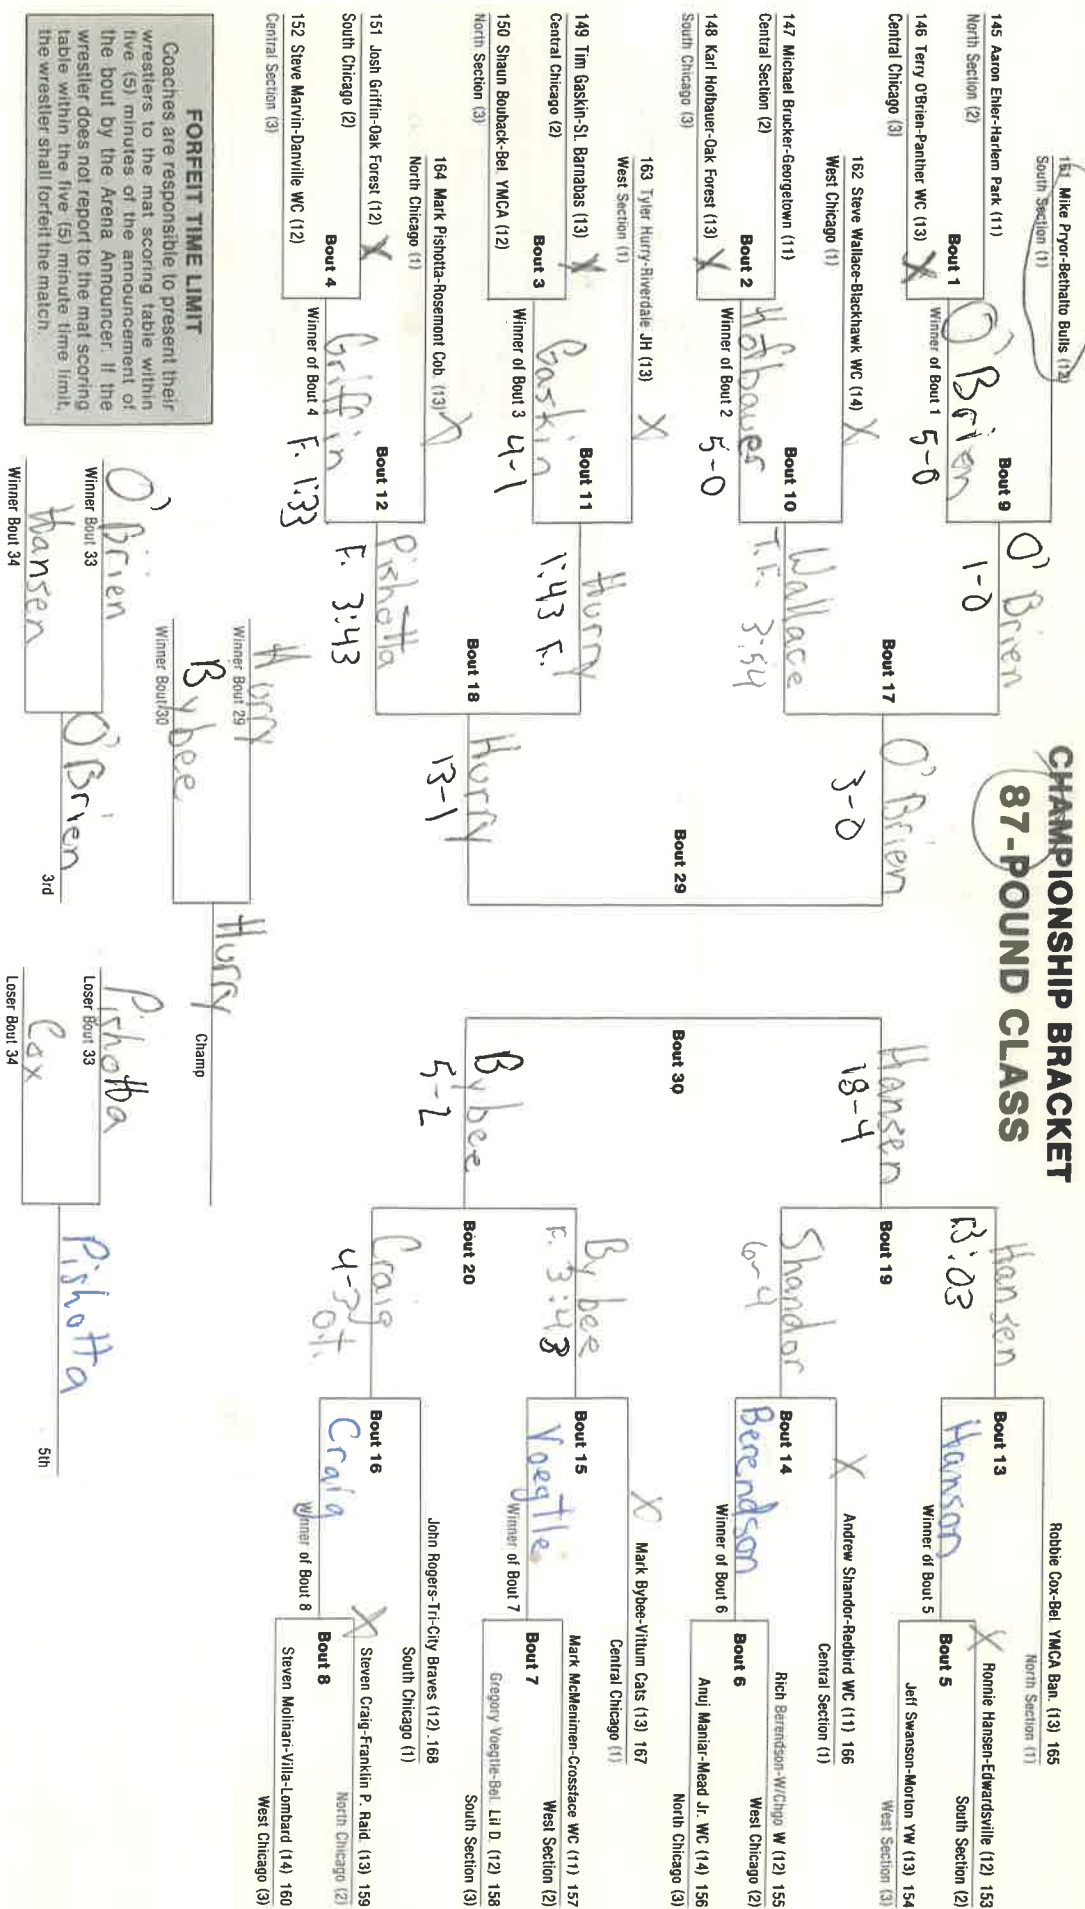 CHAMPIONSHIP BRACKET
87-POUND CLASS
161 Mike Pryor-Bethalto Bulls (12)
South Section (1)
145 Aaron Ehler-Harlem Park (11)
North Section (2)
Bout 1
146 Terry O'Brien-Panther WC (13) X
Central Chicago (3)
O'Brien
Winner of Bout 1 5-0
Bout 9
O'Brien
1-0
162 Steve Wallace-Blackhawk WC (14) X
West Chicago (1)
147 Michael Brucker-Georgetown (11)
Central Section (2)
Bout 2
148 Karl Hofbauer-Oak Forest (13) X
South Chicago (3)
Hofbauer
Winner of Bout 2 5-0
Bout 10
Wallace
T.F. 3:54
Bout 17
O'Brien
3-0
163 Tyler Hurry-Riverdale JH (13) X
West Section (1)
149 Tim Gaskin-St. Barnabas (13) X
Central Chicago (2)
Bout 3
150 Shaun Bouback-Bel. YMCA (12)
North Section (3)
Gaskin
Winner of Bout 3 4-1
Bout 11
Hurry
1:43 F.
164 Mark Pishotta-Rosemont Cob. (13) X
North Chicago (1)
151 Josh Griffin-Oak Forest (12) X
South Chicago (2)
Bout 4
152 Steve Marvin-Danville WC (12)
Central Section (3)
Griffin
Winner of Bout 4 F. 1:33
Bout 12
Pishotta
F. 3:43
Bout 18
Hurry
13-1
Bout 29
Robbie Cox-Bel. YMCA Ban. (13) 165
North Section (1)
X Ronnie Hansen-Edwardsville (12) 153
South Section (2)
Bout 5
Jeff Swanson-Morton YW (13) 154
West Section (3)
Hanson
Winner of Bout 5
Bout 13
Hansen
3:03
X Andrew Shandor-Redbird WC (11) 166
Central Section (1)
Rich Berendson-W/Chgo W (12) 155
West Chicago (2)
Bout 6
Anuj Maniar-Mead Jr. WC (14) 156
North Chicago (3)
Berendson
Winner of Bout 6
Bout 14
Shandor
6-4
Bout 19
Hansen
18-4
X Mark Bybee-Vittum Cats (13) 167
Central Chicago (1)
Mark McMenimen-Crossface WC (11) 157
West Section (2)
Bout 7
Gregory Voegtle-Bel. Lil D. (12) 158
South Section (3)
Voegtle
Winner of Bout 7
Bout 15
Bybee
F. 3:43
John Rogers-Tri-City Braves (12) .168
South Chicago (1)
X Steven Craig-Franklin P. Raid. (13) 159
North Chicago (2)
Bout 8
Steven Molinari-Villa-Lombard (14) 160
West Chicago (3)
Craig
Winner of Bout 8
Bout 16
Craig
4-3
O.t.
Bout 20
Bybee
5-2
Bout 30
Hurry
Winner Bout 29
Bybee
Winner Bout 30
Hurry
Champ
O'Brien
Winner Bout 33
Hansen
Winner Bout 34
O'Brien
3rd
Pishotta
Loser Bout 33
Cox
Loser Bout 34
Pishotta
5th
FORFEIT TIME LIMIT
Coaches are responsible to present their
wrestlers to the mat scoring table within
five (5) minutes of the announcement of
the bout by the Arena Announcer. If the
wrestler does not report to the mat scoring
table within the five (5) minute time limit,
the wrestler shall forfeit the match.